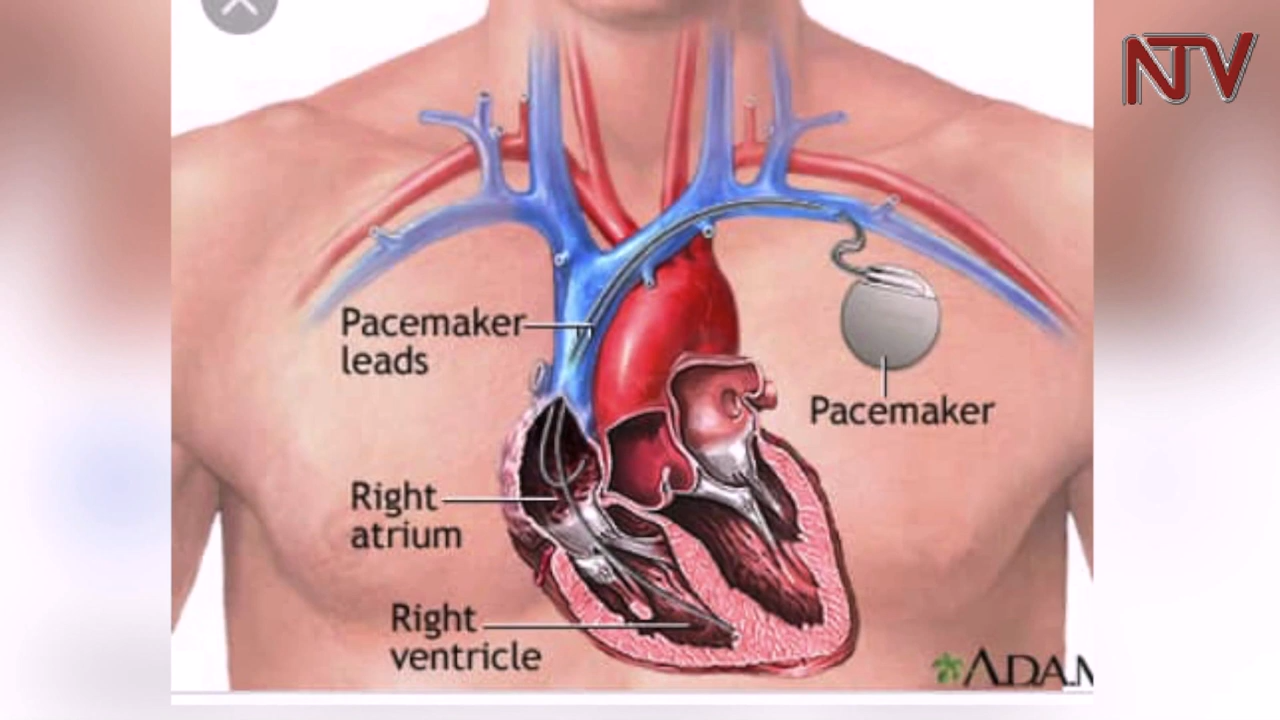 NTV
Pacemaker
leads
Pacemaker
Right
atrium
Right
ventricle
ADAM